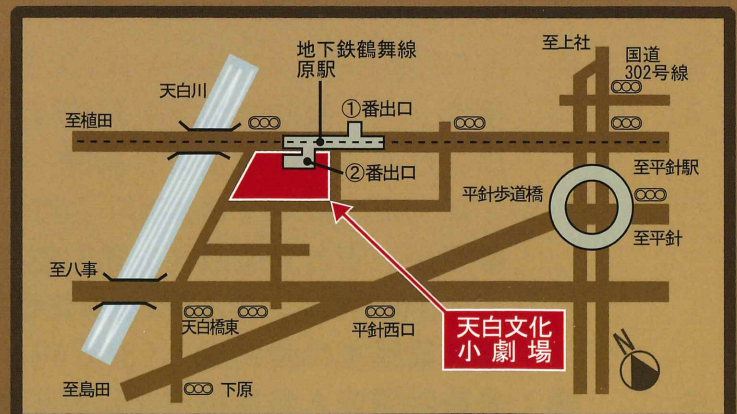 地下鉄鶴舞線
原駅
至上社
国道
302号線
天白川
①番出口
至植田
②番出口
至平針駅
平針歩道橋
至平針
至八事
天白橋東
平針西口
天白文化
小劇場
至島田
下原
N